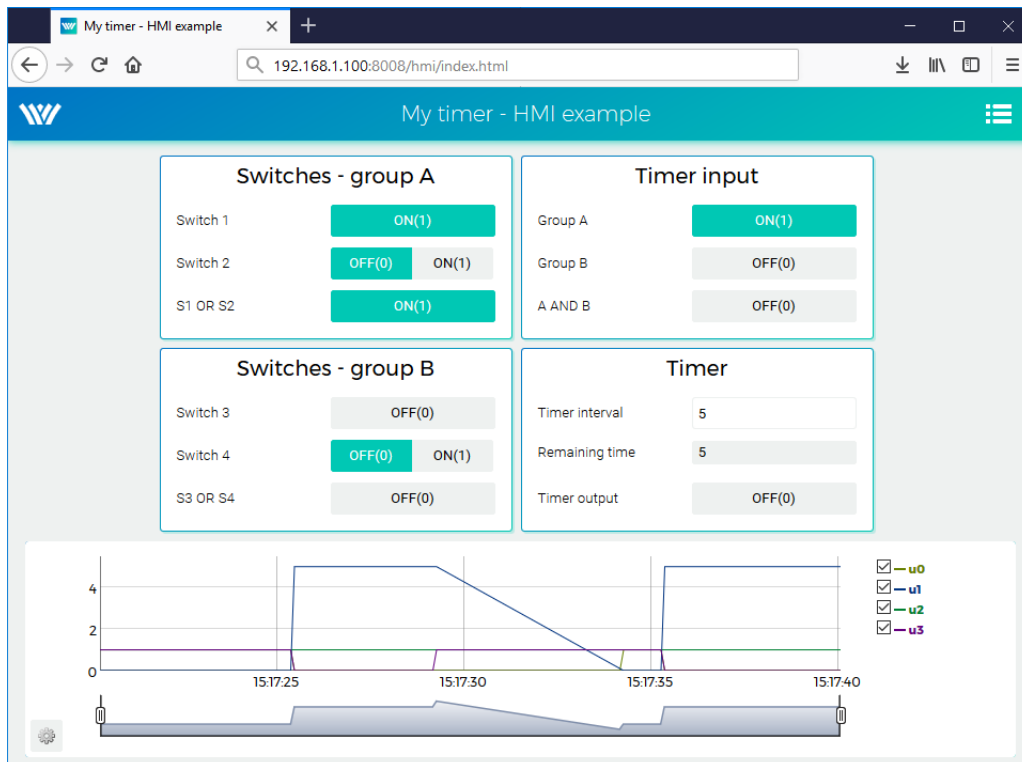 My timer - HMI example
192.168.1.100:8008/hmi/index.html
My timer - HMI example
Switches - group A
Switch 1 ON(1)
Switch 2 OFF(0) ON(1)
S1 OR S2 ON(1)
Timer input
Group A ON(1)
Group B OFF(0)
A AND B OFF(0)
Switches - group B
Switch 3 OFF(0)
Switch 4 OFF(0) ON(1)
S3 OR S4 OFF(0)
Timer
Timer interval 5
Remaining time 5
Timer output OFF(0)
4
2
0
15:17:25 15:17:30 15:17:35 15:17:40
u0
u1
u2
u3